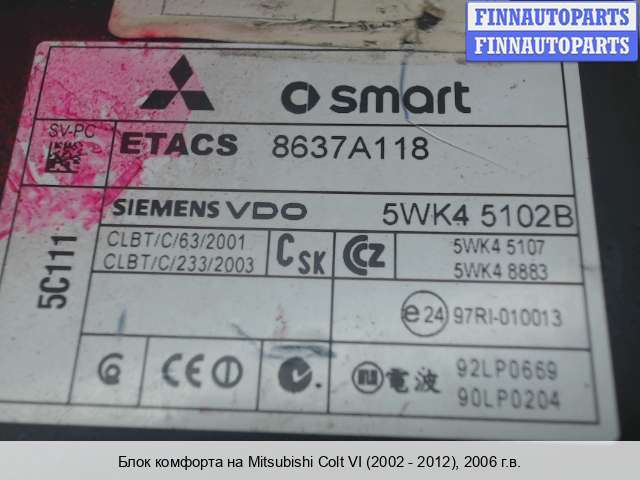 FINNAUTOPARTS
FINNAUTOPARTS
smart
SV-PC
ETACS 8637A118
SIEMENS VDO 5WK4 5102B
5C111
CLBT/C/63/2001
CLBT/C/233/2003
CSK
CCZ
5WK4 5107
5WK4 8883
e24 97RI-010013
CE
電波
92LP0669
90LP0204
Блок комфорта на Mitsubishi Colt VI (2002 - 2012), 2006 г.в.